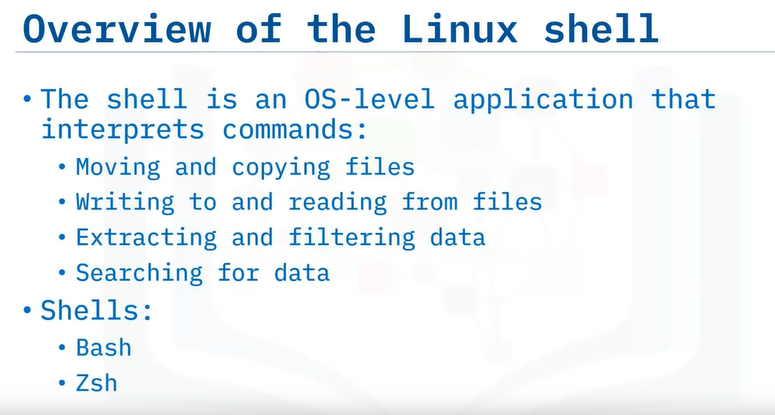 Overview of the Linux shell
• The shell is an OS-level application that
interprets commands:
• Moving and copying files
• Writing to and reading from files
• Extracting and filtering data
• Searching for data
• Shells:
• Bash
• Zsh